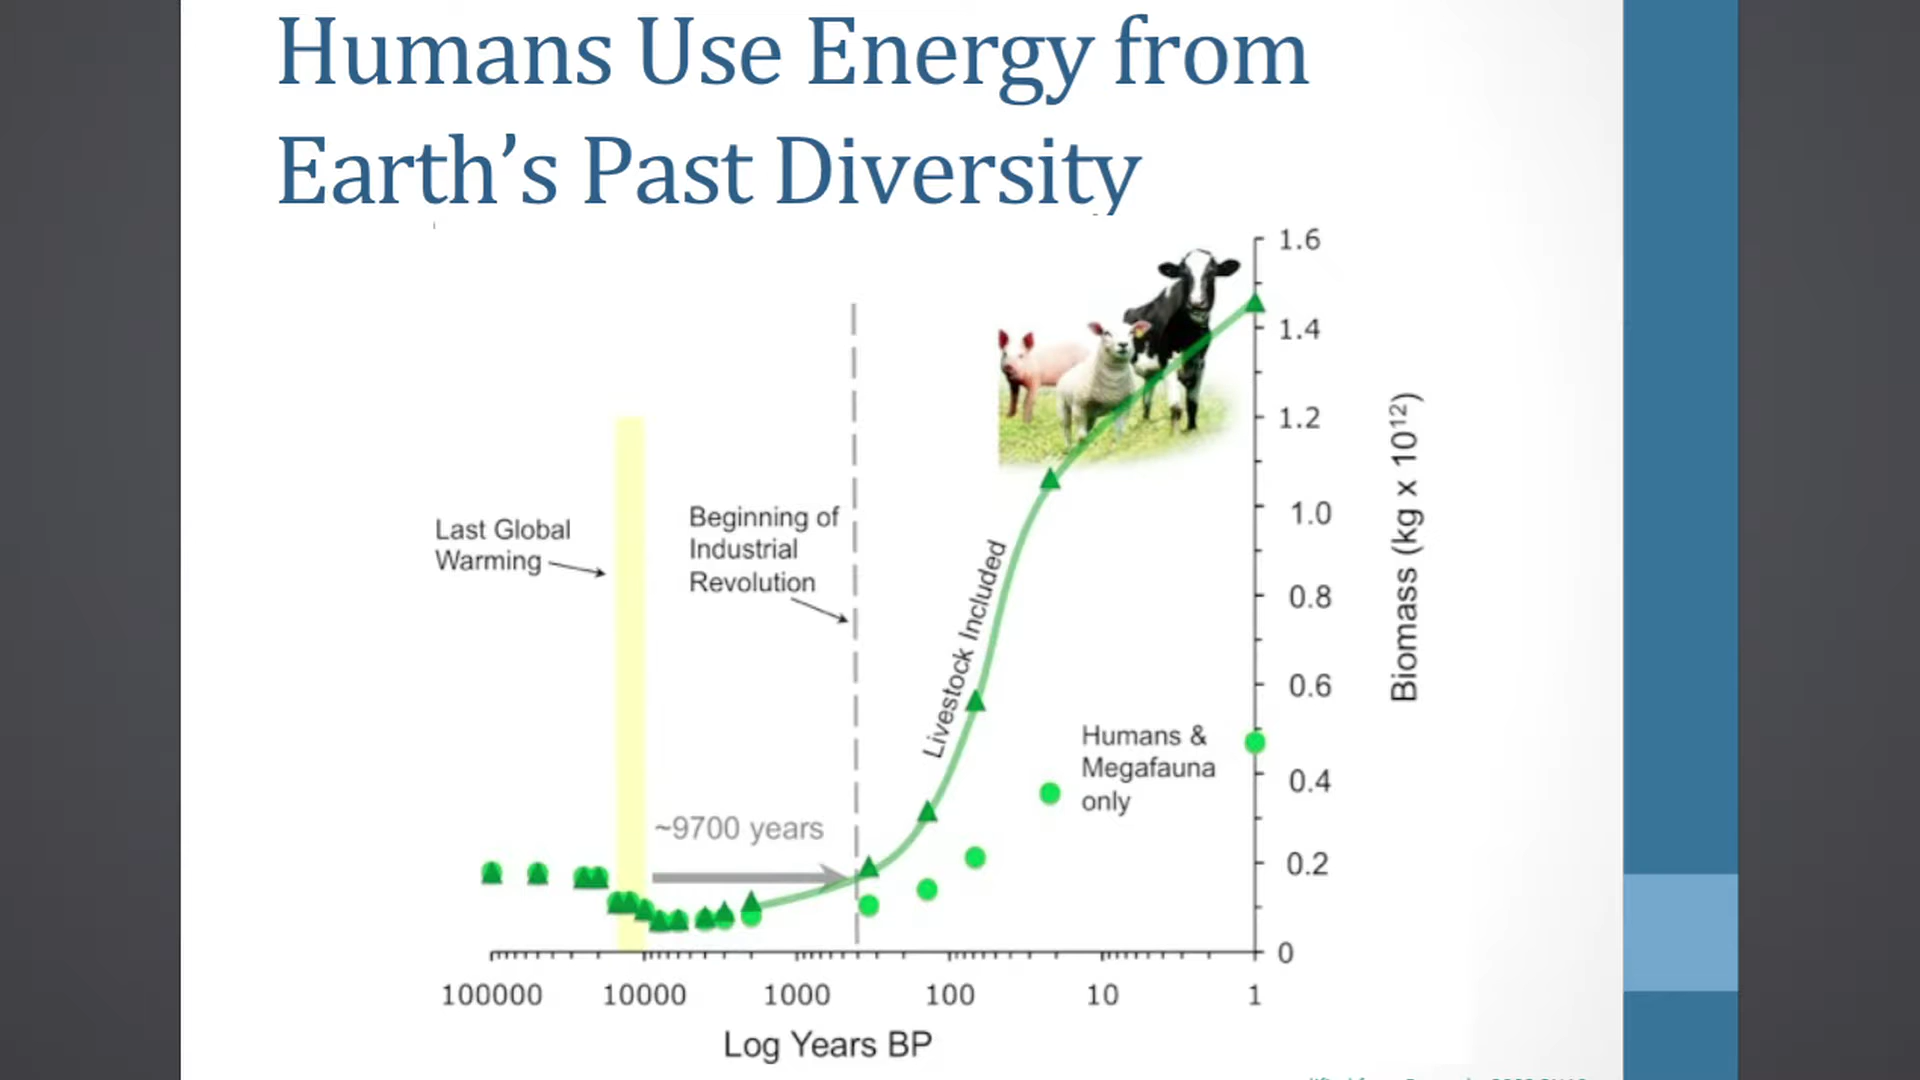 Humans Use Energy from
Earth's Past Diversity
1.6
1.4
1.2
1.0
0.8
0.6
0.4
0.2
0
Biomass (kg x 10¹²)
Last Global
Warming
Beginning of
Industrial
Revolution
Livestock Included
Humans &
Megafauna
only
~9700 years
100000 10000 1000 100 10 1
Log Years BP